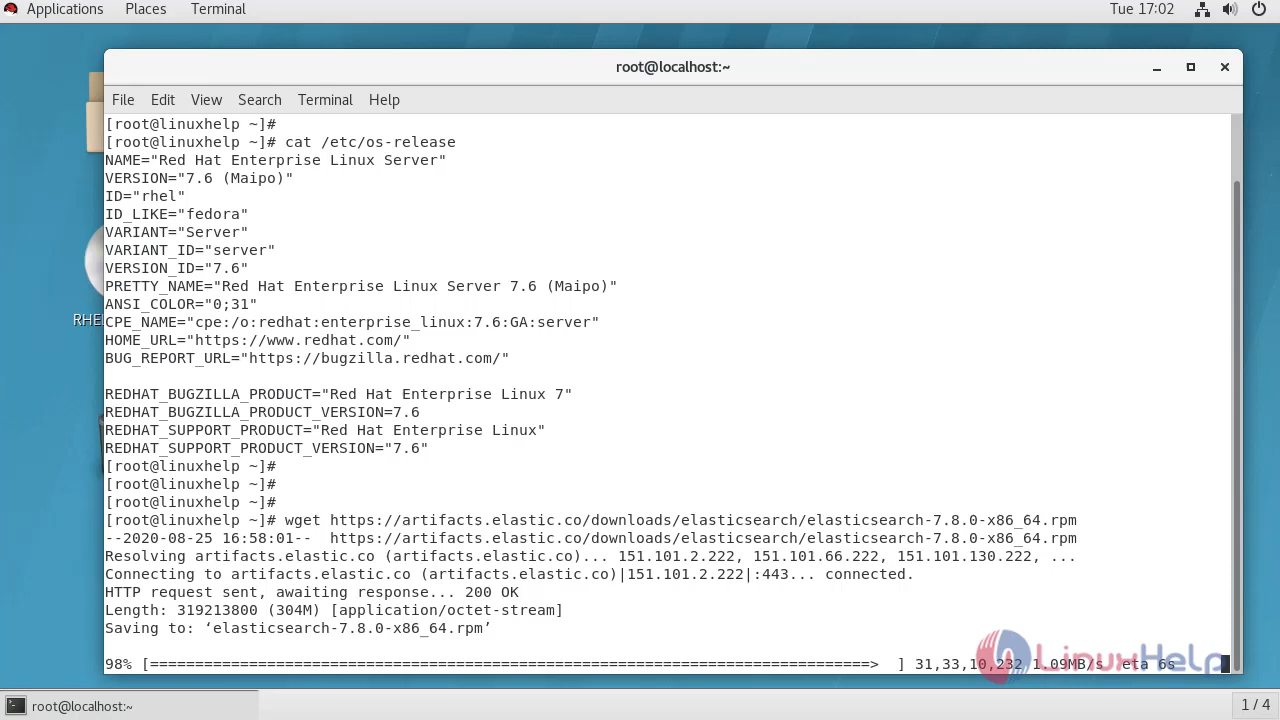 Applications Places Terminal Tue 17:02
root@localhost:~
File Edit View Search Terminal Help
[root@linuxhelp ~]#
[root@linuxhelp ~]# cat /etc/os-release
NAME="Red Hat Enterprise Linux Server"
VERSION="7.6 (Maipo)"
ID="rhel"
ID_LIKE="fedora"
VARIANT="Server"
VARIANT_ID="server"
VERSION_ID="7.6"
PRETTY_NAME="Red Hat Enterprise Linux Server 7.6 (Maipo)"
ANSI_COLOR="0;31"
RHE
CPE_NAME="cpe:/o:redhat:enterprise_linux:7.6:GA:server"
HOME_URL="https://www.redhat.com/"
BUG_REPORT_URL="https://bugzilla.redhat.com/"
REDHAT_BUGZILLA_PRODUCT="Red Hat Enterprise Linux 7"
REDHAT_BUGZILLA_PRODUCT_VERSION=7.6
REDHAT_SUPPORT_PRODUCT="Red Hat Enterprise Linux"
REDHAT_SUPPORT_PRODUCT_VERSION="7.6"
[root@linuxhelp ~]#
[root@linuxhelp ~]#
[root@linuxhelp ~]#
[root@linuxhelp ~]# wget https://artifacts.elastic.co/downloads/elasticsearch/elasticsearch-7.8.0-x86_64.rpm
--2020-08-25 16:58:01--  https://artifacts.elastic.co/downloads/elasticsearch/elasticsearch-7.8.0-x86_64.rpm
Resolving artifacts.elastic.co (artifacts.elastic.co)... 151.101.2.222, 151.101.66.222, 151.101.130.222, ...
Connecting to artifacts.elastic.co (artifacts.elastic.co)|151.101.2.222|:443... connected.
HTTP request sent, awaiting response... 200 OK
Length: 319213800 (304M) [application/octet-stream]
Saving to: ‘elasticsearch-7.8.0-x86_64.rpm’
98% [================================================================================>  ] 31,33,10,232 1.09MB/s  eta 6s
LinuxHelp
root@localhost:~ 1 / 4